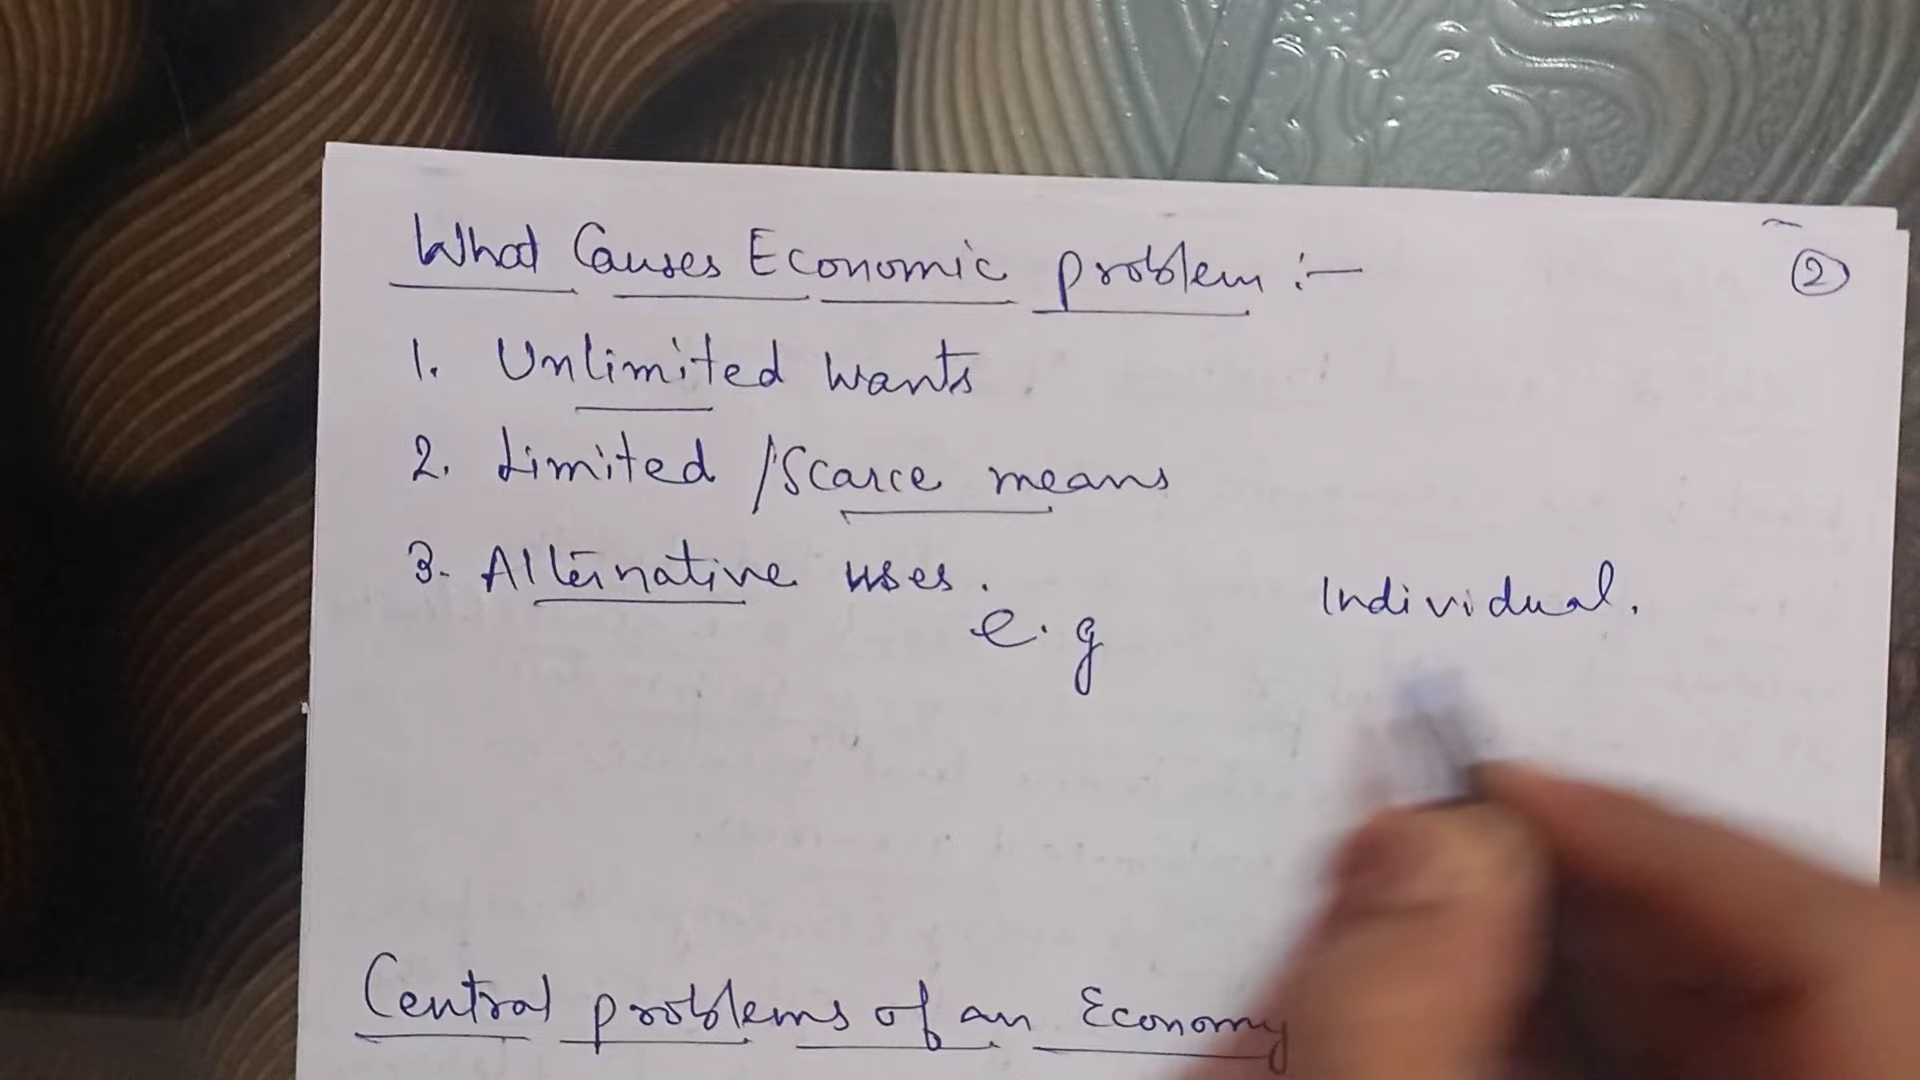 What Causes Economic problem :-
②
1. Unlimited wants
2. Limited / Scarce means
3. Alternative uses.
e.g
Individual.
Central problems of an Economy